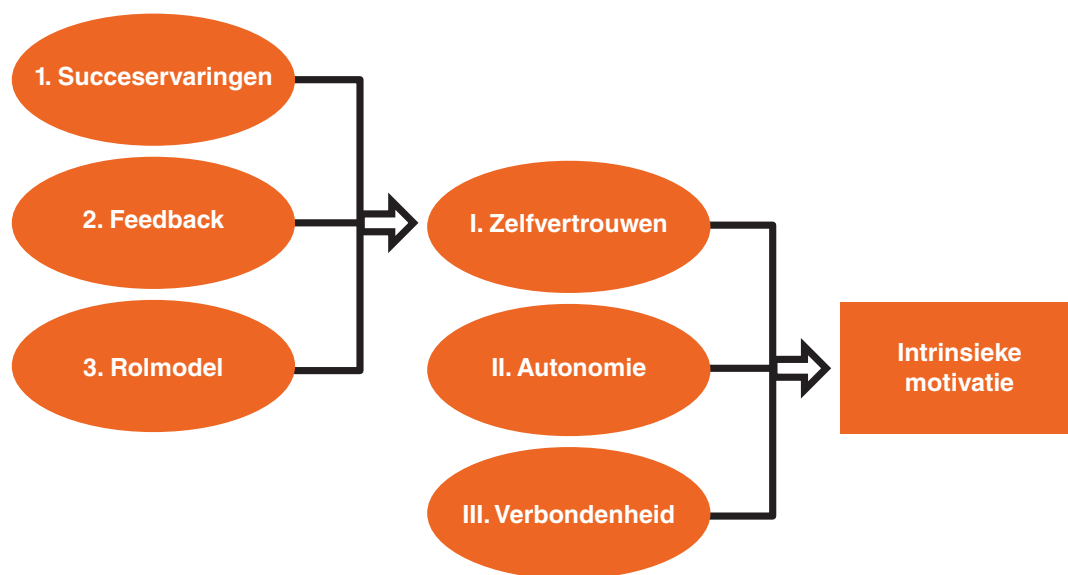 1. Succeservaringen
2. Feedback
3. Rolmodel
I. Zelfvertrouwen
II. Autonomie
III. Verbondenheid
Intrinsieke
motivatie